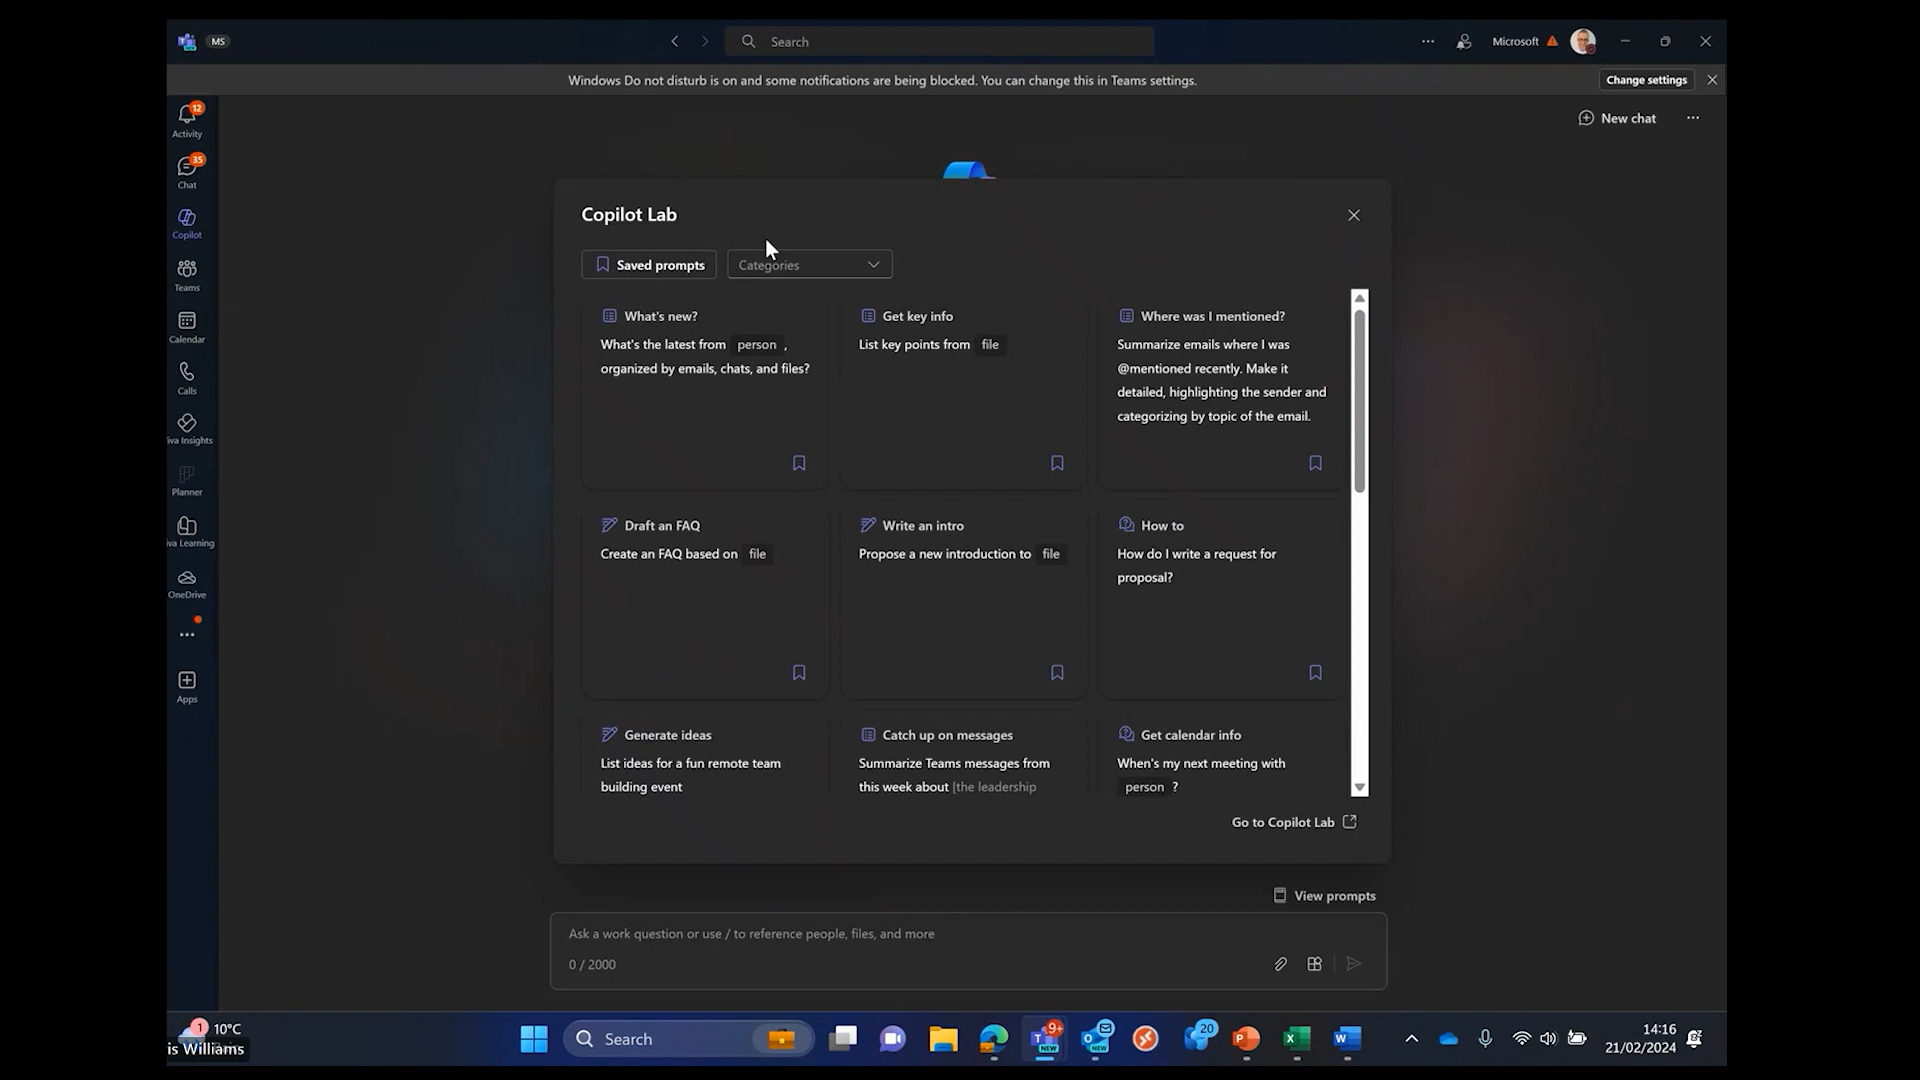 MS
Search
Microsoft
Windows Do not disturb is on and some notifications are being blocked. You can change this in Teams settings.
Change settings
12
Activity
35
Chat
Copilot
Teams
Calendar
Calls
iva Insights
Planner
iva Learning
OneDrive
Apps
New chat
Copilot Lab
Saved prompts
Categories
What's new?
What's the latest from person ,
organized by emails, chats, and files?
Get key info
List key points from file
Where was I mentioned?
Summarize emails where I was
@mentioned recently. Make it
detailed, highlighting the sender and
categorizing by topic of the email.
Draft an FAQ
Create an FAQ based on file
Write an intro
Propose a new introduction to file
How to
How do I write a request for
proposal?
Generate ideas
List ideas for a fun remote team
building event
Catch up on messages
Summarize Teams messages from
this week about [the leadership
Get calendar info
When's my next meeting with
person ?
Go to Copilot Lab
View prompts
Ask a work question or use / to reference people, files, and more
0 / 2000
1
10°C
is Williams
Search
9+
NEW
NEW
20
14:16
21/02/2024